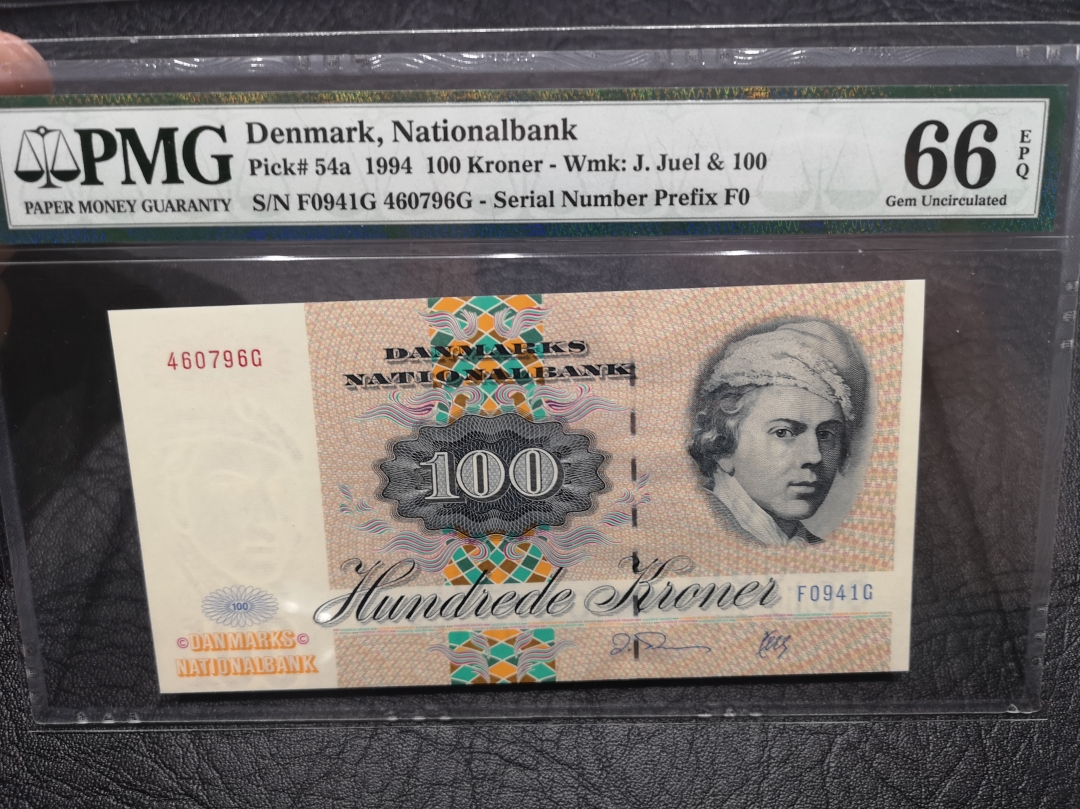 PMG
PAPER MONEY GUARANTY
Denmark, Nationalbank
Pick# 54a 1994 100 Kroner - Wmk: J. Juel & 100
S/N F0941G 460796G - Serial Number Prefix F0
66
EPQ
Gem Uncirculated
460796G
DANMARKS
NATIONALBANK
100
Hundrede Kroner
F0941G
100
© DANMARKS ©
NATIONALBANK